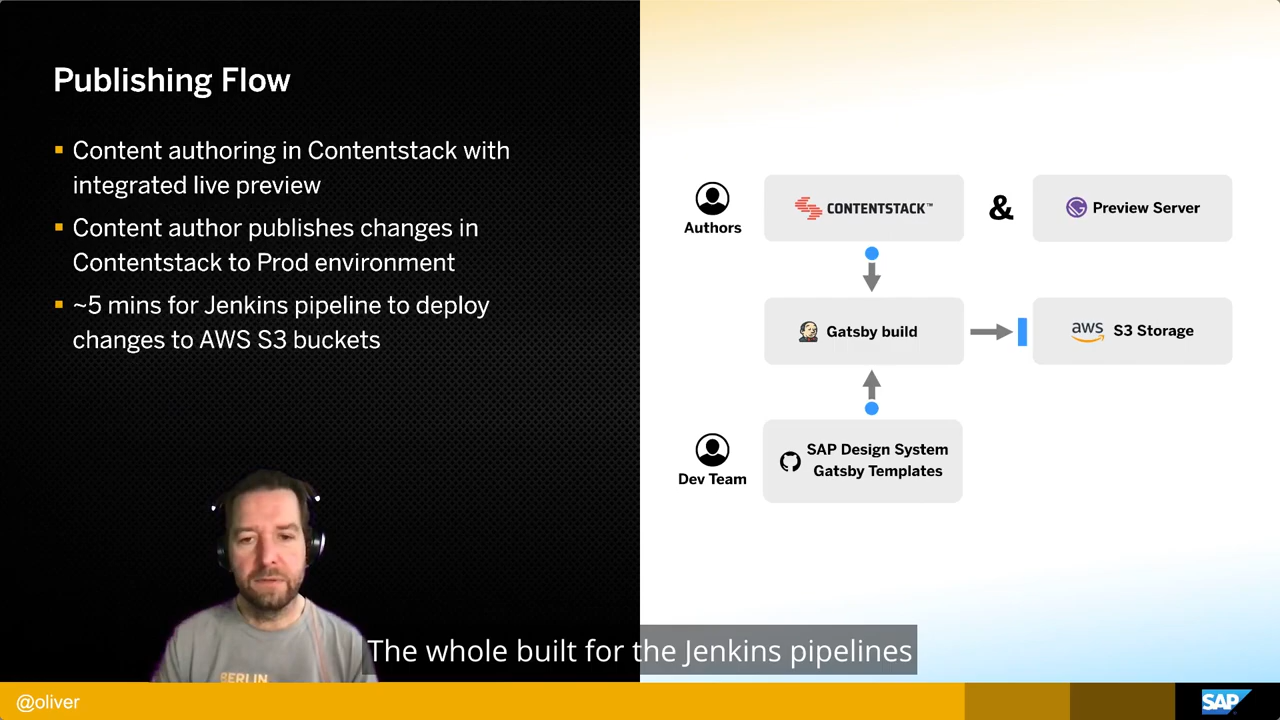 Publishing Flow
Content authoring in Contentstack with
integrated live preview
Content author publishes changes in
Contentstack to Prod environment
~5 mins for Jenkins pipeline to deploy
changes to AWS S3 buckets
Authors
CONTENTSTACK™
&
Preview Server
Gatsby build
aws
S3 Storage
Dev Team
SAP Design System
Gatsby Templates
BERLIN
The whole built for the Jenkins pipelines
@oliver
SAP